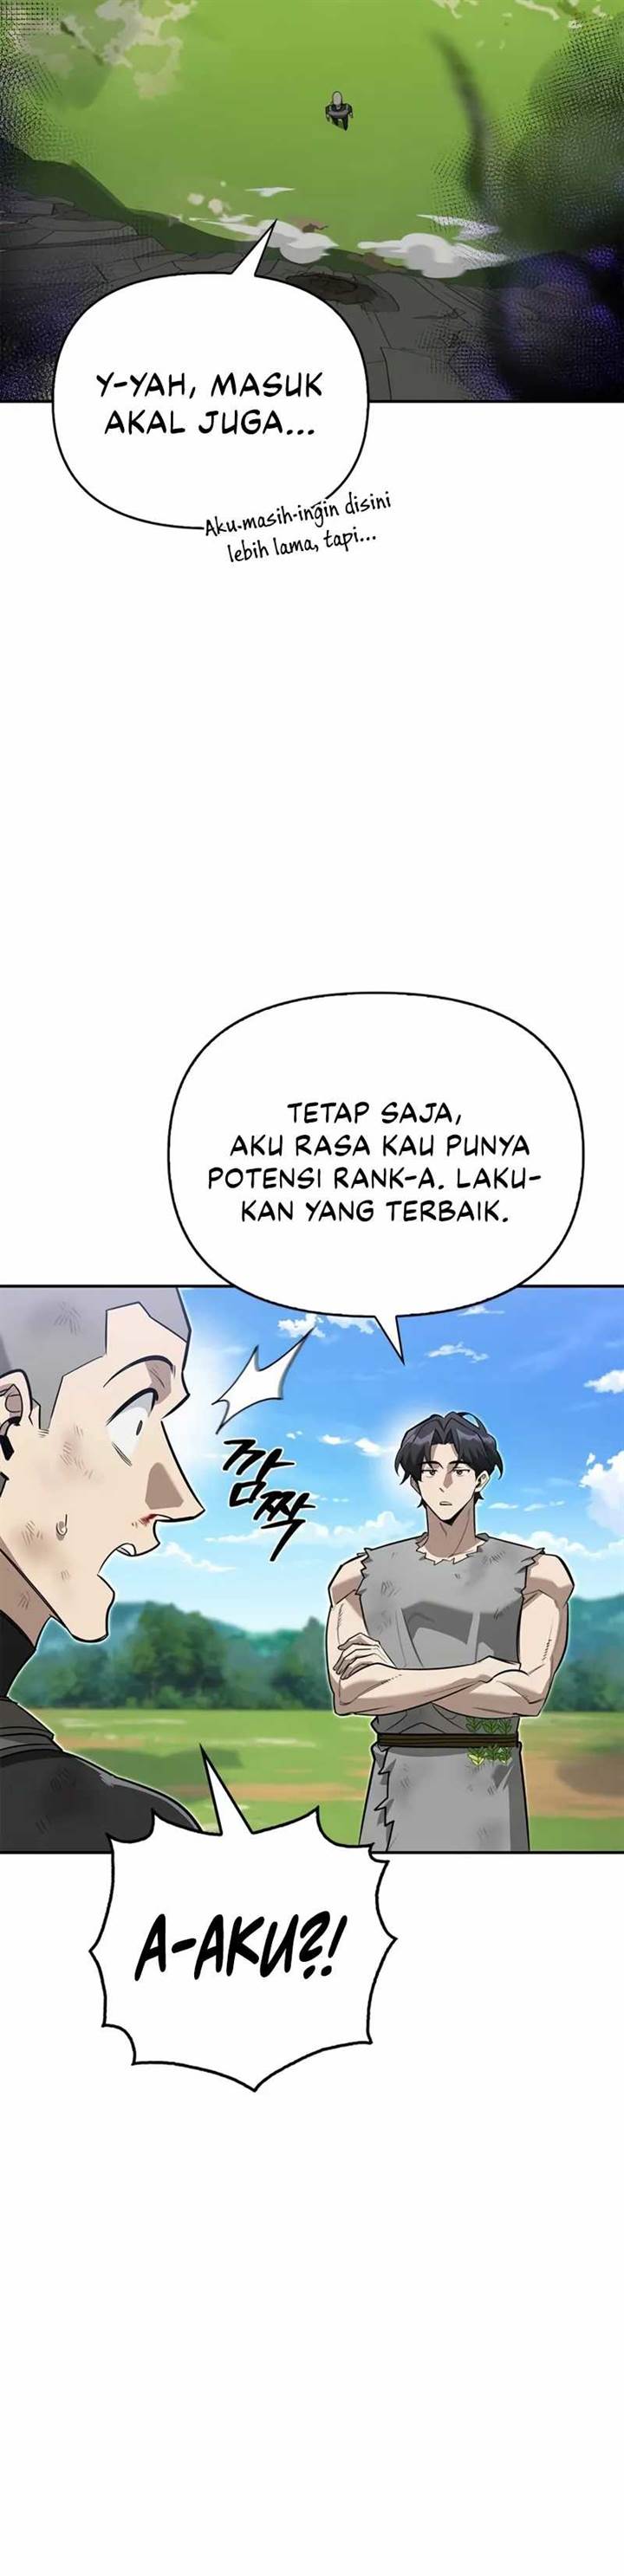 Y-YAH, MASUK
AKAL JUGA...
Aku masih ingin disini
lebih lama, tapi...
TETAP SAJA,
AKU RASA KAU PUNYA
POTENSI RANK-A. LAKU-
KAN YANG TERBAIK.
깜짝
A-AKU?!